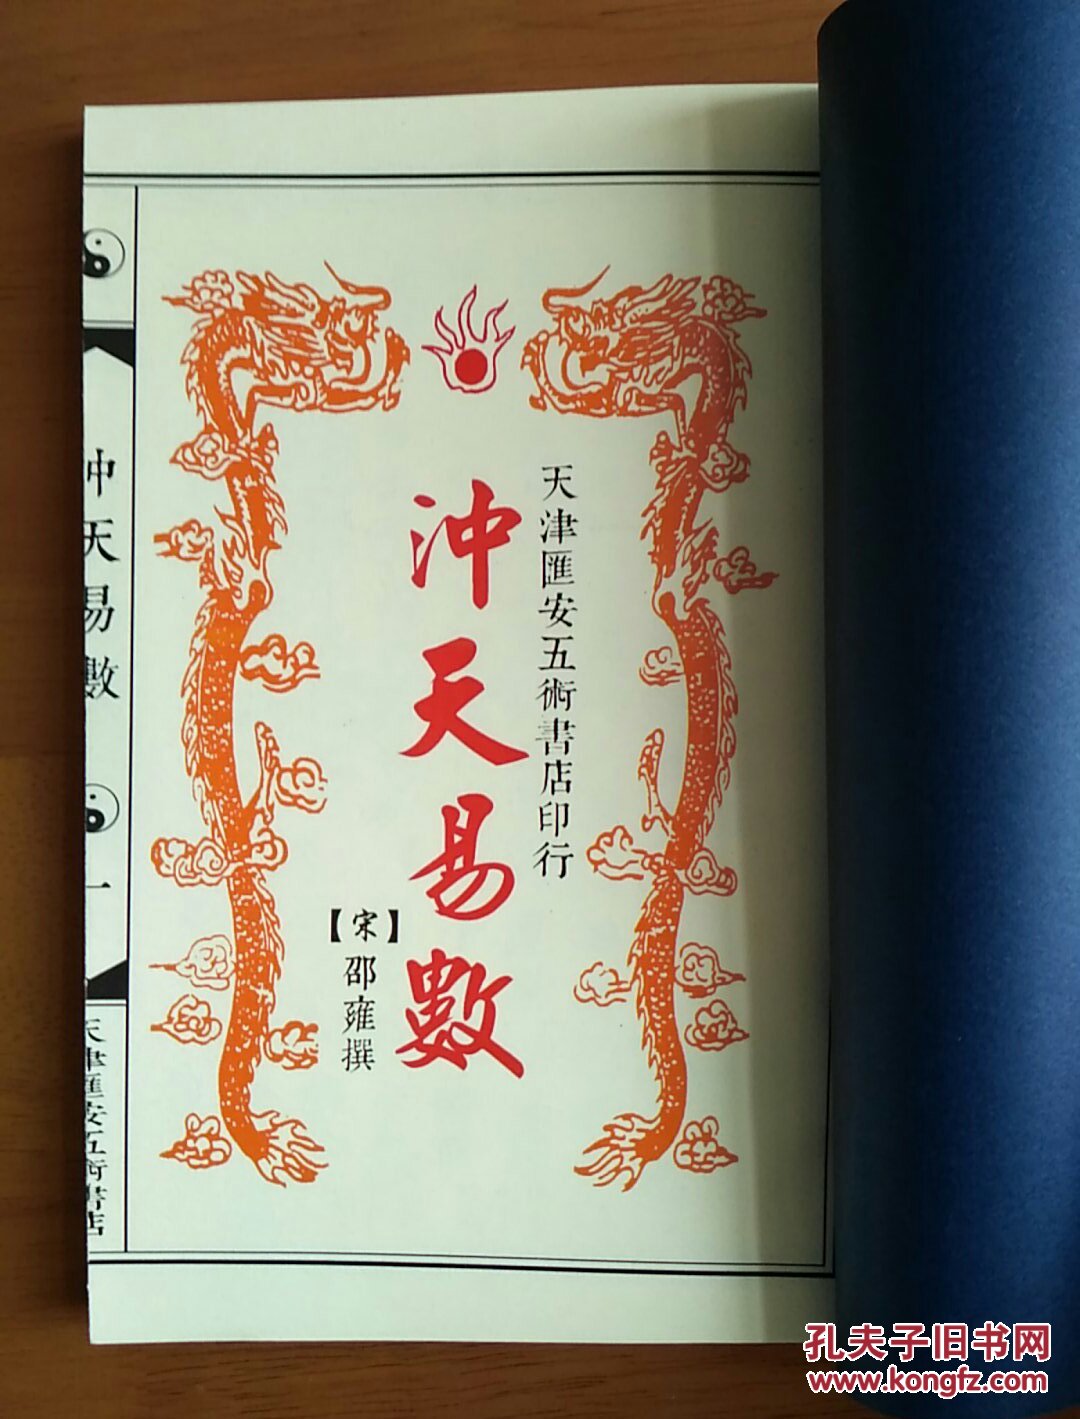 天津匯安五術書店印行
沖天易數
【宋】邵雍撰
沖天易數
一
天津匯安五術書店
孔夫子旧书网
www.kongfz.com